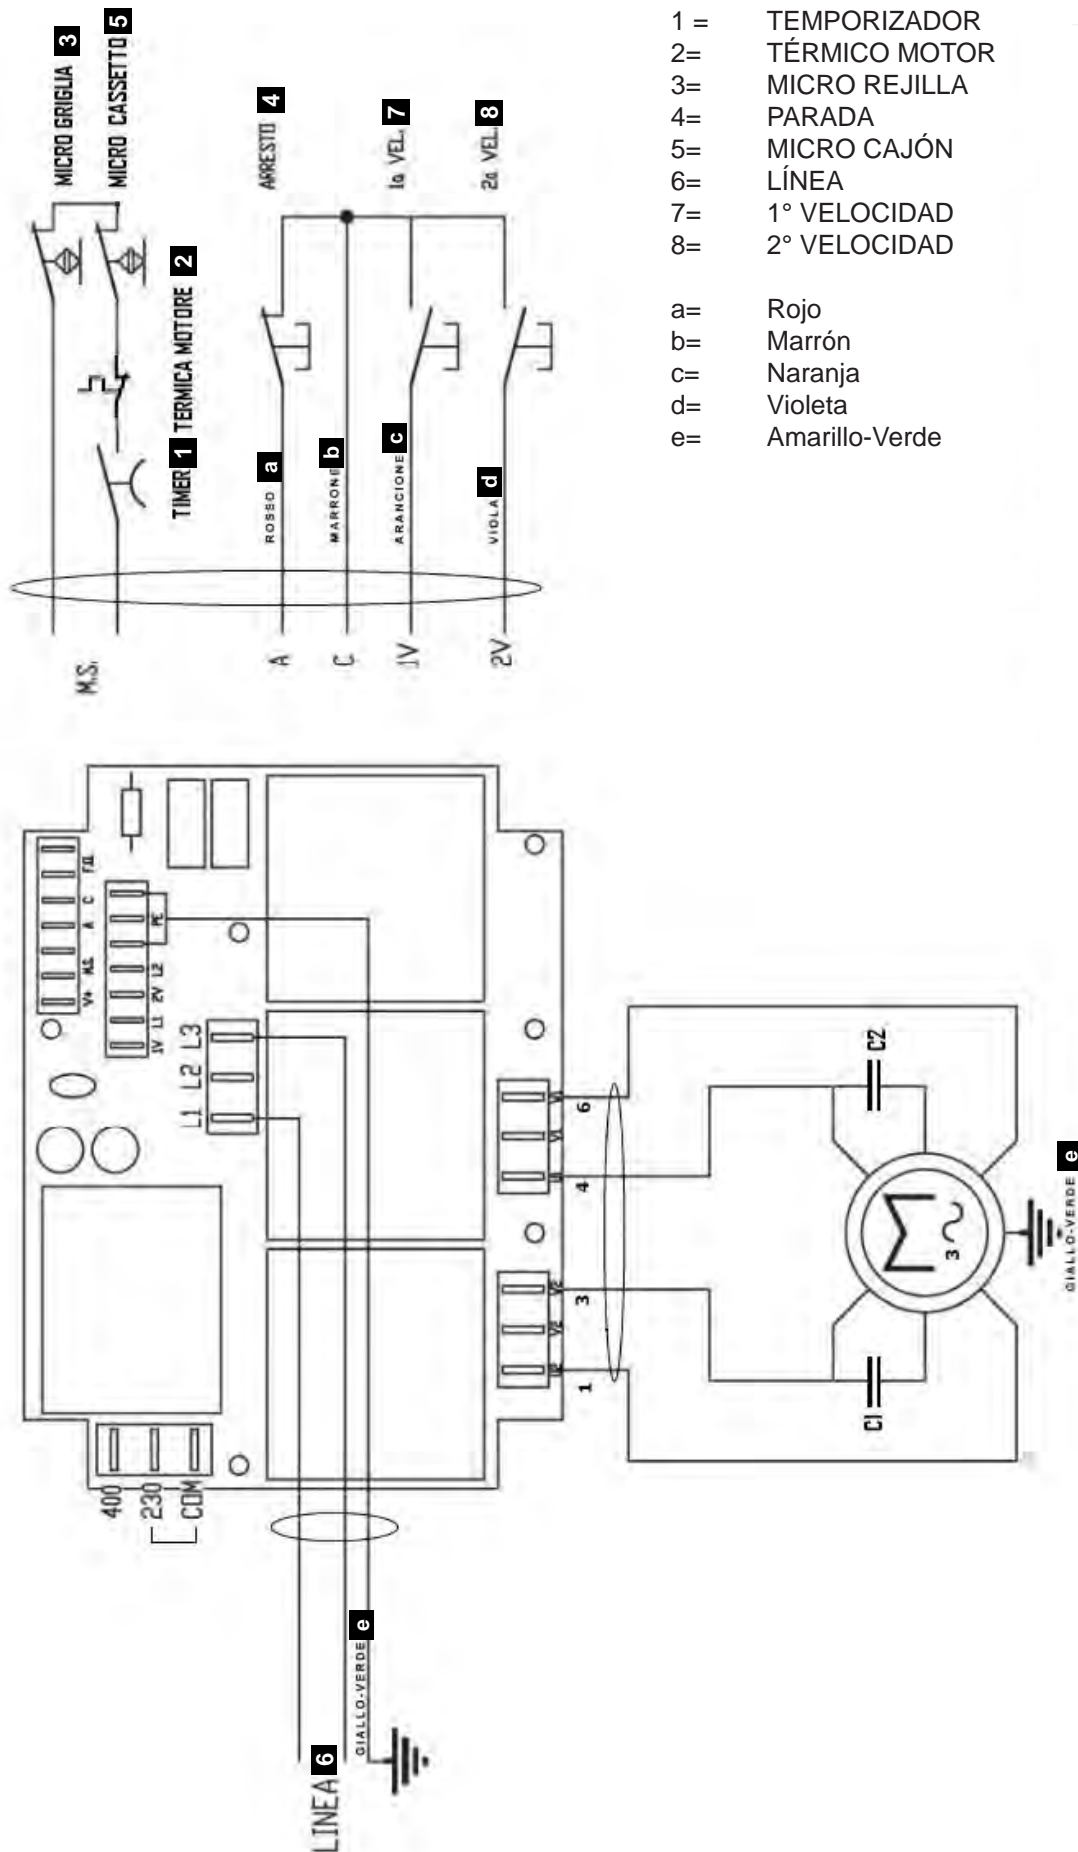 1 = TEMPORIZADOR
2= TÉRMICO MOTOR
3= MICRO REJILLA
4= PARADA
5= MICRO CAJÓN
6= LÍNEA
7= 1° VELOCIDAD
8= 2° VELOCIDAD
a= Rojo
b= Marrón
c= Naranja
d= Violeta
e= Amarillo-Verde
MICRO GRIGLIA 3
MICRO CASSETTO 5
TIMER 1 TERMICA MOTORE 2
ARRESTO 4
1a VEL. 7
2a VEL. 8
ROSSO a
MARRONE b
ARANCIONE c
VIOLA d
M.S.
A
C
1V
2V
V+ M.S. A C
1V L1 2V L2 PE
L1 L2 L3
400
230
COM
1 3 4 6
C1
C2
3
GIALLO-VERDE e
LINEA 6
GIALLO-VERDE e